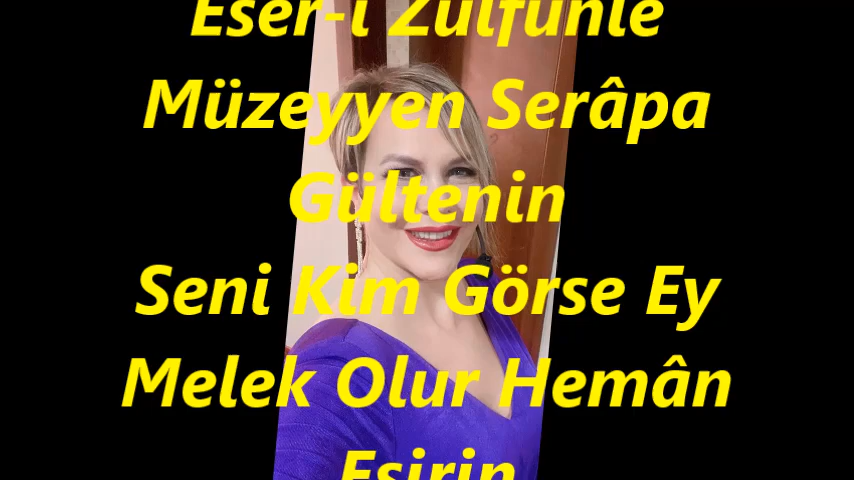 Eser-i Zülfünle
Müzeyyen Serâpa
Gültenin
Seni Kim Görse Ey
Melek Olur Hemân
Esirin